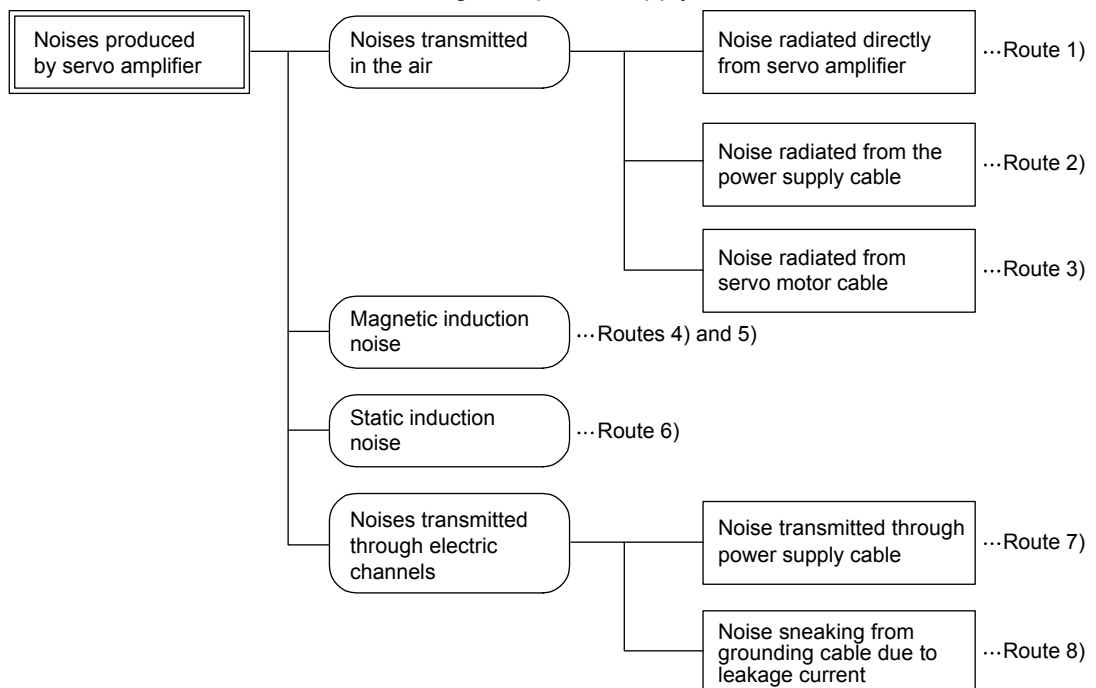 Noises produced
by servo amplifier
Noises transmitted
in the air
Noise radiated directly
from servo amplifier
...Route 1)
Noise radiated from the
power supply cable
...Route 2)
Noise radiated from
servo motor cable
...Route 3)
Magnetic induction
noise
...Routes 4) and 5)
Static induction
noise
...Route 6)
Noises transmitted
through electric
channels
Noise transmitted through
power supply cable
...Route 7)
Noise sneaking from
grounding cable due to
leakage current
...Route 8)